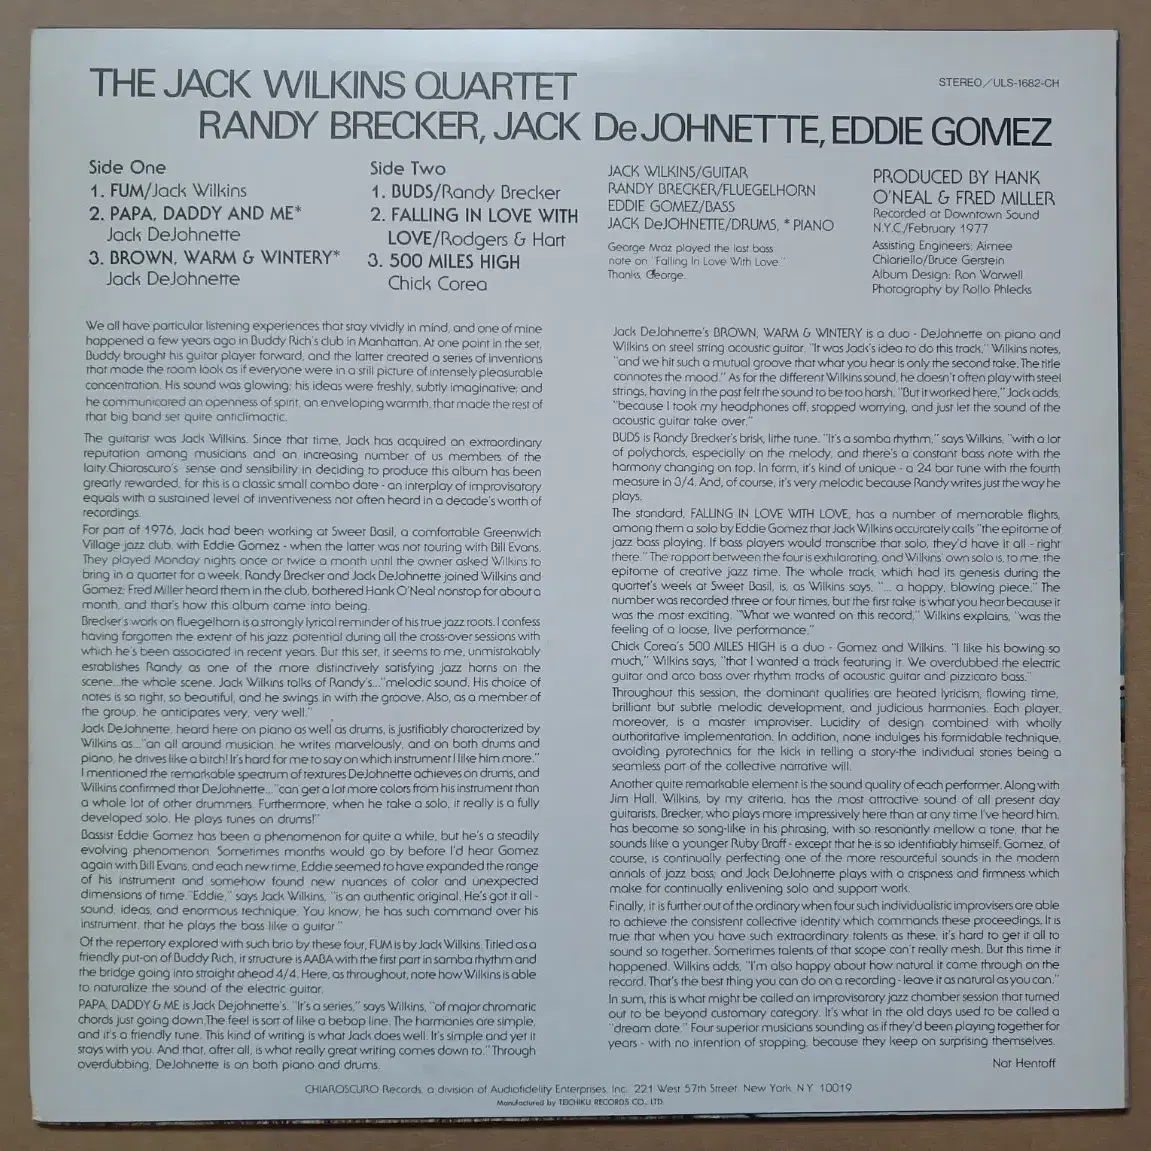 THE JACK WILKINS QUARTET
RANDY BRECKER, JACK DeJOHNETTE, EDDIE GOMEZ
STEREO/ULS-1682-CH
Side One
1. FUM/Jack Wilkins
2. PAPA, DADDY AND ME*
Jack DeJohnette
3. BROWN, WARM & WINTERY*
Jack DeJohnette
Side Two
1. BUDS/Randy Brecker
2. FALLING IN LOVE WITH
LOVE/Rodgers & Hart
3. 500 MILES HIGH
Chick Corea
JACK WILKINS/GUITAR
RANDY BRECKER/FLUEGELHORN
EDDIE GOMEZ/BASS
JACK DeJOHNETTE/DRUMS, * PIANO
George Mraz played the last bass
note on "Falling In Love With Love."
Thanks, George.
PRODUCED BY HANK
O'NEAL & FRED MILLER
Recorded at Downtown Sound
N.Y.C./February 1977
Assisting Engineers: Aimee
Chiariello/Bruce Gerstein
Album Design: Ron Warwell
Photography by Rollo Phlecks
We all have particular listening experiences that stay vividly in mind, and one of mine
happened a few years ago in Buddy Rich's club in Manhattan. At one point in the set,
Buddy brought his guitar player forward, and the latter created a series of inventions
that made the room look as if everyone were in a still picture of intensely pleasurable
concentration. His sound was glowing; his ideas were freshly, subtly imaginative; and
he communicated an openness of spirit, an enveloping warmth, that made the rest of
that big band set quite anticlimactic.
The guitarist was Jack Wilkins. Since that time, Jack has acquired an extraordinary
reputation among musicians and an increasing number of us members of the
laity.Chiaroscuro's sense and sensibility in deciding to produce this album has been
greatly rewarded, for this is a classic small combo date - an interplay of improvisatory
equals with a sustained level of inventiveness not often heard in a decade's worth of
recordings.
For part of 1976, Jack had been working at Sweet Basil, a comfortable Greenwich
Village jazz club, with Eddie Gomez - when the latter was not touring with Bill Evans.
They played Monday nights once or twice a month until the owner asked Wilkins to
bring in a quartet for a week. Randy Brecker and Jack DeJohnette joined Wilkins and
Gomez; Fred Miller heard them in the club, bothered Hank O'Neal nonstop for about a
month, and that's how this album came into being.
Brecker's work on fluegelhorn is a strongly lyrical reminder of his true jazz roots. I confess
having forgotten the extent of his jazz potential during all the cross-over sessions with
which he's been associated in recent years. But this set, it seems to me, unmistakably
establishes Randy as one of the more distinctively satisfying jazz horns on the
scene...the whole scene. Jack Wilkins talks of Randy's..."melodic sound. His choice of
notes is so right, so beautiful, and he swings in with the groove. Also, as a member of
the group, he anticipates very, very well."
Jack DeJohnette, heard here on piano as well as drums, is justifiably characterized by
Wilkins as..."an all around musician, he writes marvelously, and on both drums and
piano, he drives like a bitch! It's hard for me to say on which instrument I like him more."
I mentioned the remarkable spectrum of textures DeJohnette achieves on drums, and
Wilkins confirmed that DeJohnette..."can get a lot more colors from his instrument than
a whole lot of other drummers. Furthermore, when he take a solo, it really is a fully
developed solo. He plays tunes on drums!"
Bassist Eddie Gomez has been a phenomenon for quite a while, but he's a steadily
evolving phenomenon. Sometimes months would go by before I'd hear Gomez
again with Bill Evans, and each new time, Eddie seemed to have expanded the range
of his instrument and somehow found new nuances of color and unexpected
dimensions of time. "Eddie," says Jack Wilkins, "is an authentic original. He's got it all -
sound, ideas, and enormous technique. You know, he has such command over his
instrument, that he plays the bass like a guitar."
Of the repertory explored with such brio by these four, FUM is by Jack Wilkins. Titled as a
friendly put-on of Buddy Rich, it structure is AABA with the first part in samba rhythm and
the bridge going into straight ahead 4/4. Here, as throughout, note how Wilkins is able
to naturalize the sound of the electric guitar.
PAPA, DADDY & ME is Jack Dejohnette's. "It's a series," says Wilkins, "of major chromatic
chords just going down.The feel is sort of like a bebop line. The harmonies are simple,
and it's a friendly tune. This kind of writing is what Jack does well. It's simple and yet it
stays with you. And that, after all, is what really great writing comes down to." Through
overdubbing, DeJohnette is on both piano and drums.
Jack DeJohnette's BROWN, WARM & WINTERY is a duo - DeJohnette on piano and
Wilkins on steel string acoustic guitar. "It was Jack's idea to do this track," Wilkins notes,
"and we hit such a mutual groove that what you hear is only the second take. The title
connotes the mood." As for the different Wilkins sound, he doesn't often play with steel
strings, having in the past felt the sound to be too harsh. "But it worked here," Jack adds,
"because I took my headphones off, stopped worrying, and just let the sound of the
acoustic guitar take over."
BUDS is Randy Brecker's brisk, lithe tune. "It's a samba rhythm," says Wilkins, "with a lot
of polychords, especially on the melody, and there's a constant bass note with the
harmony changing on top. In form, it's kind of unique - a 24 bar tune with the fourth
measure in 3/4. And, of course, it's very melodic because Randy writes just the way he
plays.
The standard, FALLING IN LOVE WITH LOVE, has a number of memorable flights,
among them a solo by Eddie Gomez that Jack Wilkins accurately calls "the epitome of
jazz bass playing. If bass players would transcribe that solo, they'd have it all - right
there." The rapport between the four is exhilarating, and Wilkins' own solo is, to me, the
epitome of creative jazz time. The whole track, which had its genesis during the
quartet's week at Sweet Basil, is, as Wilkins says, "... a happy, blowing piece." The
number was recorded three or four times, but the first take is what you hear because it
was the most exciting. "What we wanted on this record," Wilkins explains, "was the
feeling of a loose, live performance."
Chick Corea's 500 MILES HIGH is a duo - Gomez and Wilkins. "I like his bowing so
much," Wilkins says, "that I wanted a track featuring it. We overdubbed the electric
guitar and arco bass over rhythm tracks of acoustic guitar and pizzicato bass."
Throughout this session, the dominant qualities are heated lyricism, flowing time,
brilliant but subtle melodic development, and judicious harmonies. Each player,
moreover, is a master improviser. Lucidity of design combined with wholly
authoritative implementation. In addition, none indulges his formidable technique,
avoiding pyrotechnics for the kick in telling a story-the individual stories being a
seamless part of the collective narrative will.
Another quite remarkable element is the sound quality of each performer. Along with
Jim Hall, Wilkins, by my criteria, has the most attractive sound of all present day
guitarists. Brecker, who plays more impressively here than at any time I've heard him,
has become so song-like in his phrasing, with so resonantly mellow a tone, that he
sounds like a younger Ruby Braff - except that he is so identifiably himself. Gomez, of
course, is continually perfecting one of the more resourceful sounds in the modern
annals of jazz bass; and Jack DeJohnette plays with a crispness and firmness which
make for continually enlivening solo and support work.
Finally, it is further out of the ordinary when four such individualistic improvisers are able
to achieve the consistent collective identity which commands these proceedings. It is
true that when you have such extraordinary talents as these, it's hard to get it all to
sound so together. Sometimes talents of that scope can't really mesh. But this time it
happened. Wilkins adds, "I'm also happy about how natural it came through on the
record. That's the best thing you can do on a recording - leave it as natural as you can."
In sum, this is what might be called an improvisatory jazz chamber session that turned
out to be beyond customary category. It's what in the old days used to be called a
"dream date." Four superior musicians sounding as if they'd been playing together for
years - with no intention of stopping, because they keep on surprising themselves.
Nat Hentoff
CHIAROSCURO Records, a division of Audiofidelity Enterprises, Inc. 221 West 57th Street, New York, N.Y. 10019
Manufactured by TEICHIKU RECORDS CO., LTD.